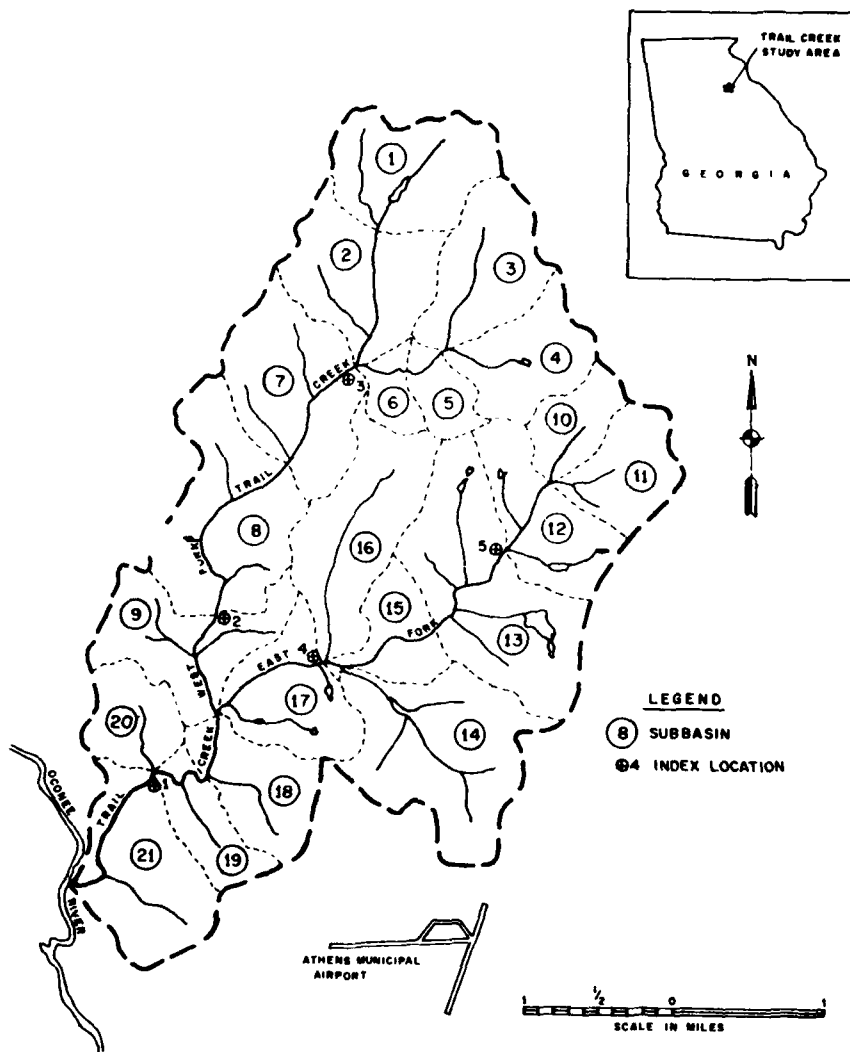 TRAIL CREEK
STUDY AREA
GEORGIA
1
2
3
4
7
CREEK
3
6
5
10
11
TRAIL
12
8
FORK
16
5
15
9
2
FORK
13
4
EAST
WEST
17
LEGEND
8 SUBBASIN
4 INDEX LOCATION
14
20
CREEK
1
18
OCONEE
TRAIL
21
19
RIVER
N
ATHENS MUNICIPAL
AIRPORT
1 1/2 0 1
SCALE IN MILES